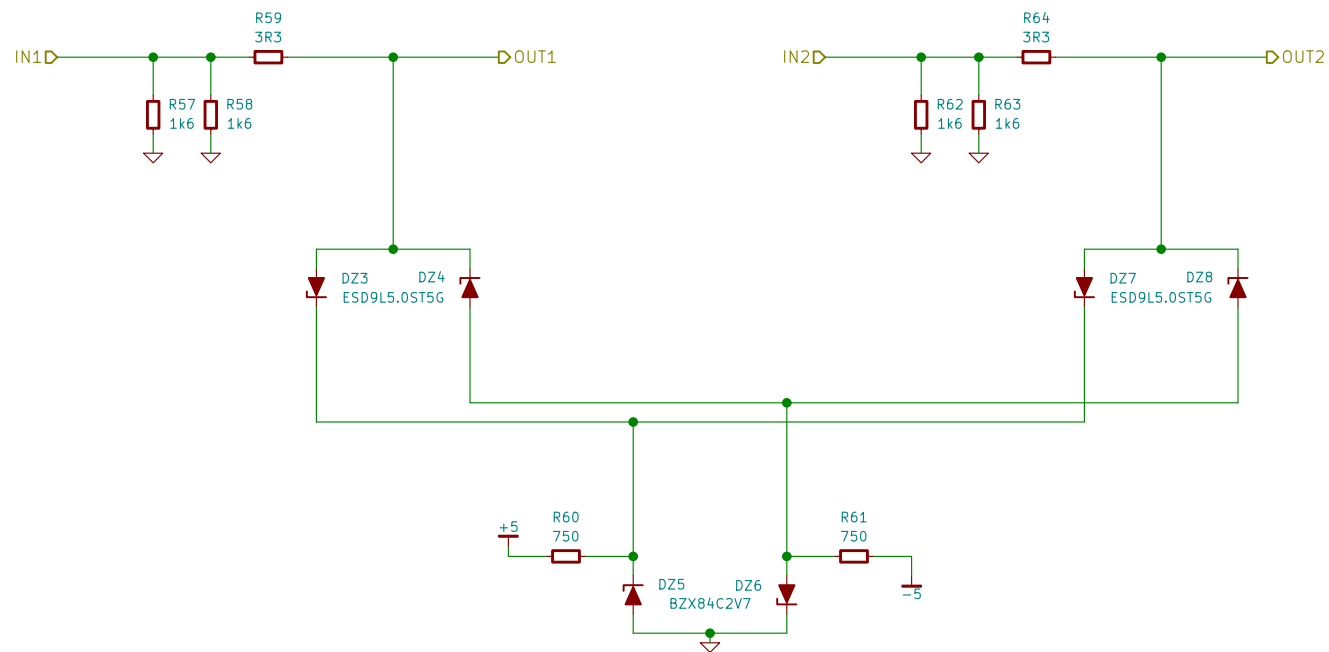 R59
3R3
R64
3R3
IN1
OUT1
IN2
OUT2
R57
1k6
R58
1k6
R62
1k6
R63
1k6
DZ3
DZ4
ESD9L5.0ST5G
DZ7
DZ8
ESD9L5.0ST5G
R60
750
R61
750
+5
DZ5
DZ6
BZX84C2V7
-5